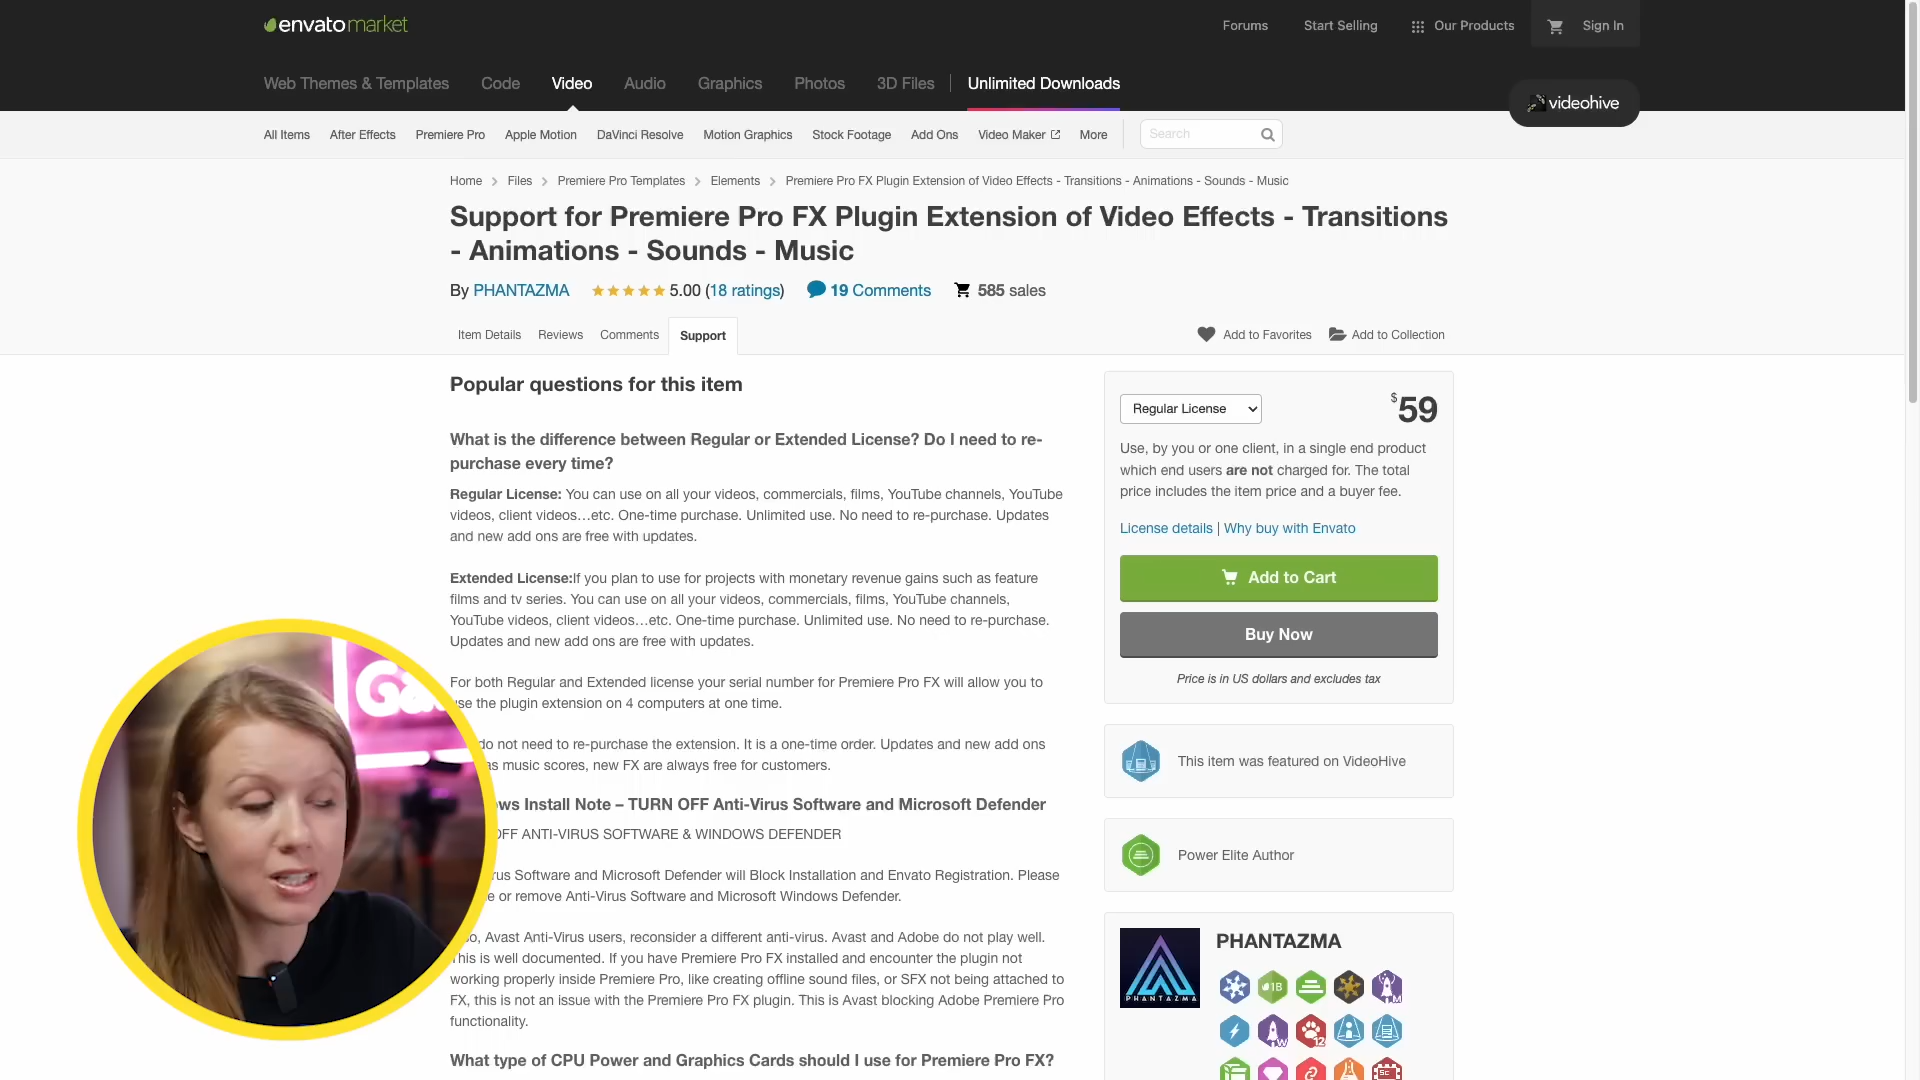 envatomarket
Forums Start Selling Our Products Sign In
Web Themes & Templates Code Video Audio Graphics Photos 3D Files Unlimited Downloads
videohive
All Items After Effects Premiere Pro Apple Motion DaVinci Resolve Motion Graphics Stock Footage Add Ons Video Maker More Search
Home Files Premiere Pro Templates Elements Premiere Pro FX Plugin Extension of Video Effects - Transitions - Animations - Sounds - Music
Support for Premiere Pro FX Plugin Extension of Video Effects - Transitions
- Animations - Sounds - Music
By PHANTAZMA 5.00 (18 ratings) 19 Comments 585 sales
Item Details Reviews Comments Support Add to Favorites Add to Collection
Popular questions for this item
What is the difference between Regular or Extended License? Do I need to re-
purchase every time?
Regular License: You can use on all your videos, commercials, films, YouTube channels, YouTube
videos, client videos…etc. One-time purchase. Unlimited use. No need to re-purchase. Updates
and new add ons are free with updates.
Extended License:If you plan to use for projects with monetary revenue gains such as feature
films and tv series. You can use on all your videos, commercials, films, YouTube channels,
YouTube videos, client videos…etc. One-time purchase. Unlimited use. No need to re-purchase.
Updates and new add ons are free with updates.
For both Regular and Extended license your serial number for Premiere Pro FX will allow you to
use the plugin extension on 4 computers at one time.
do not need to re-purchase the extension. It is a one-time order. Updates and new add ons
as music scores, new FX are always free for customers.
ws Install Note – TURN OFF Anti-Virus Software and Microsoft Defender
OFF ANTI-VIRUS SOFTWARE & WINDOWS DEFENDER
rus Software and Microsoft Defender will Block Installation and Envato Registration. Please
e or remove Anti-Virus Software and Microsoft Windows Defender.
o, Avast Anti-Virus users, reconsider a different anti-virus. Avast and Adobe do not play well.
This is well documented. If you have Premiere Pro FX installed and encounter the plugin not
working properly inside Premiere Pro, like creating offline sound files, or SFX not being attached to
FX, this is not an issue with the Premiere Pro FX plugin. This is Avast blocking Adobe Premiere Pro
functionality.
What type of CPU Power and Graphics Cards should I use for Premiere Pro FX?
Regular License $59
Use, by you or one client, in a single end product
which end users are not charged for. The total
price includes the item price and a buyer fee.
License details | Why buy with Envato
Add to Cart
Buy Now
Price is in US dollars and excludes tax
This item was featured on VideoHive
Power Elite Author
PHANTAZMA
PHANTAZMA
1B M
W 12
SC